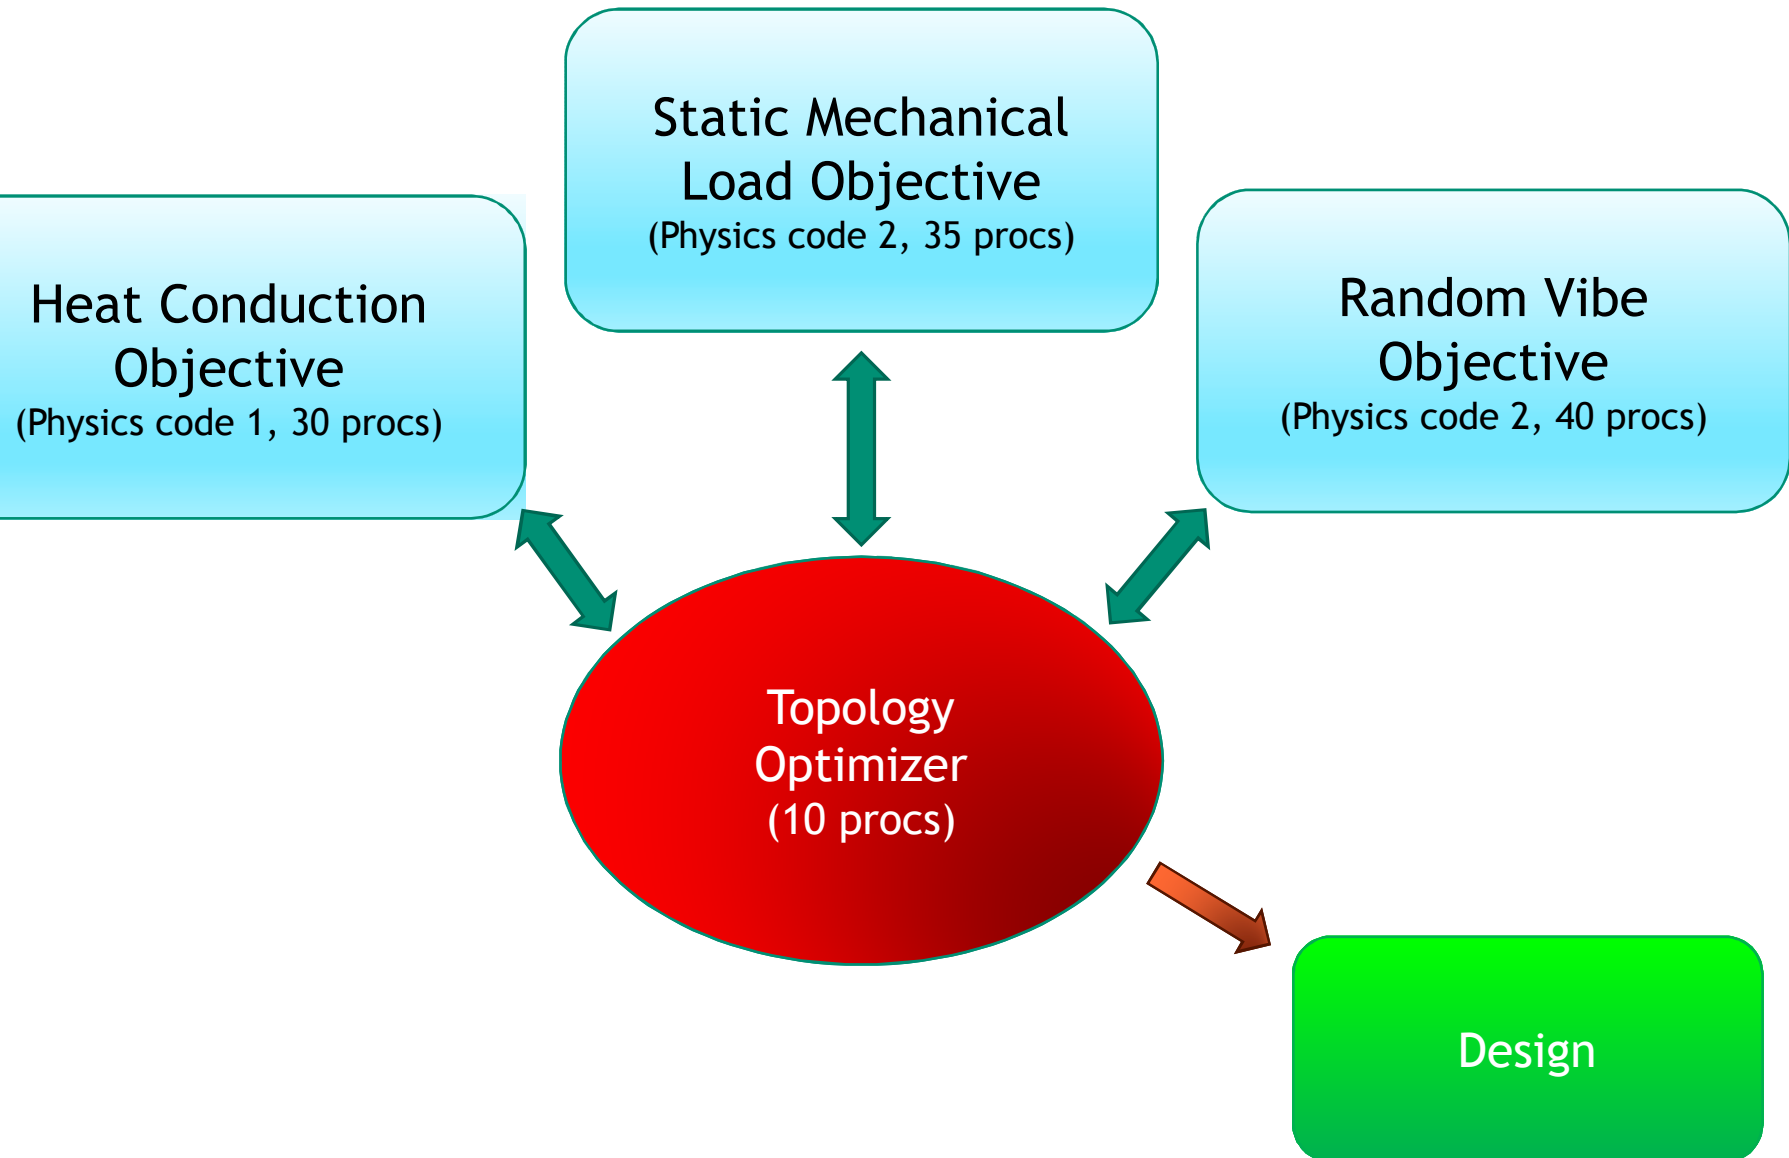 Static Mechanical
Load Objective
(Physics code 2, 35 procs)
Heat Conduction
Objective
(Physics code 1, 30 procs)
Random Vibe
Objective
(Physics code 2, 40 procs)
Topology
Optimizer
(10 procs)
Design